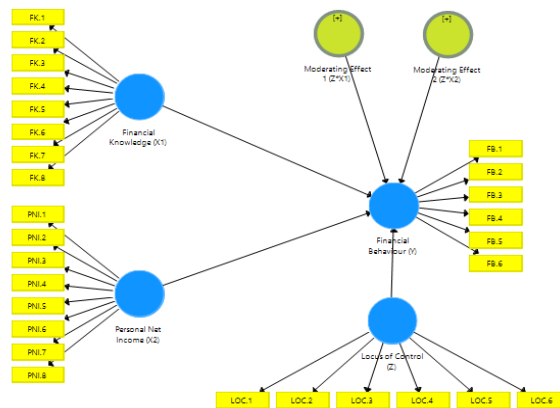 FK.1
FK.2
FK.3
FK.4
FK.5
FK.6
FK.7
FK.8
Financial
Knowledge (X1)
[+]
Moderating Effect
1 (Z*X1)
[+]
Moderating Effect
2 (Z*X2)
FB.1
FB.2
FB.3
FB.4
FB.5
FB.6
Financial
Behaviour (Y)
PNI.1
PNI.2
PNI.3
PNI.4
PNI.5
PNI.6
PNI.7
PNI.8
Personal Net
Income (X2)
Locus of Control
(Z)
LOC.1
LOC.2
LOC.3
LOC.4
LOC.5
LOC.6